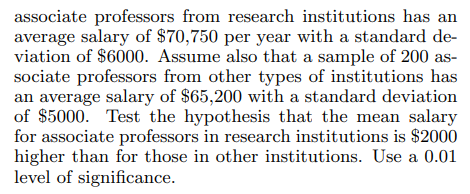 associate professors from research institutions has an
average salary of $70,750 per year with a standard de-
viation of $6000. Assume also that a sample of 200 as-
sociate professors from other types of institutions has
an average salary of $65,200 with a standard deviation
of $5000. Test the hypothesis that the mean salary
for associate professors in research institutions is $2000
higher than for those in other institutions. Use a 0.01
level of significance.